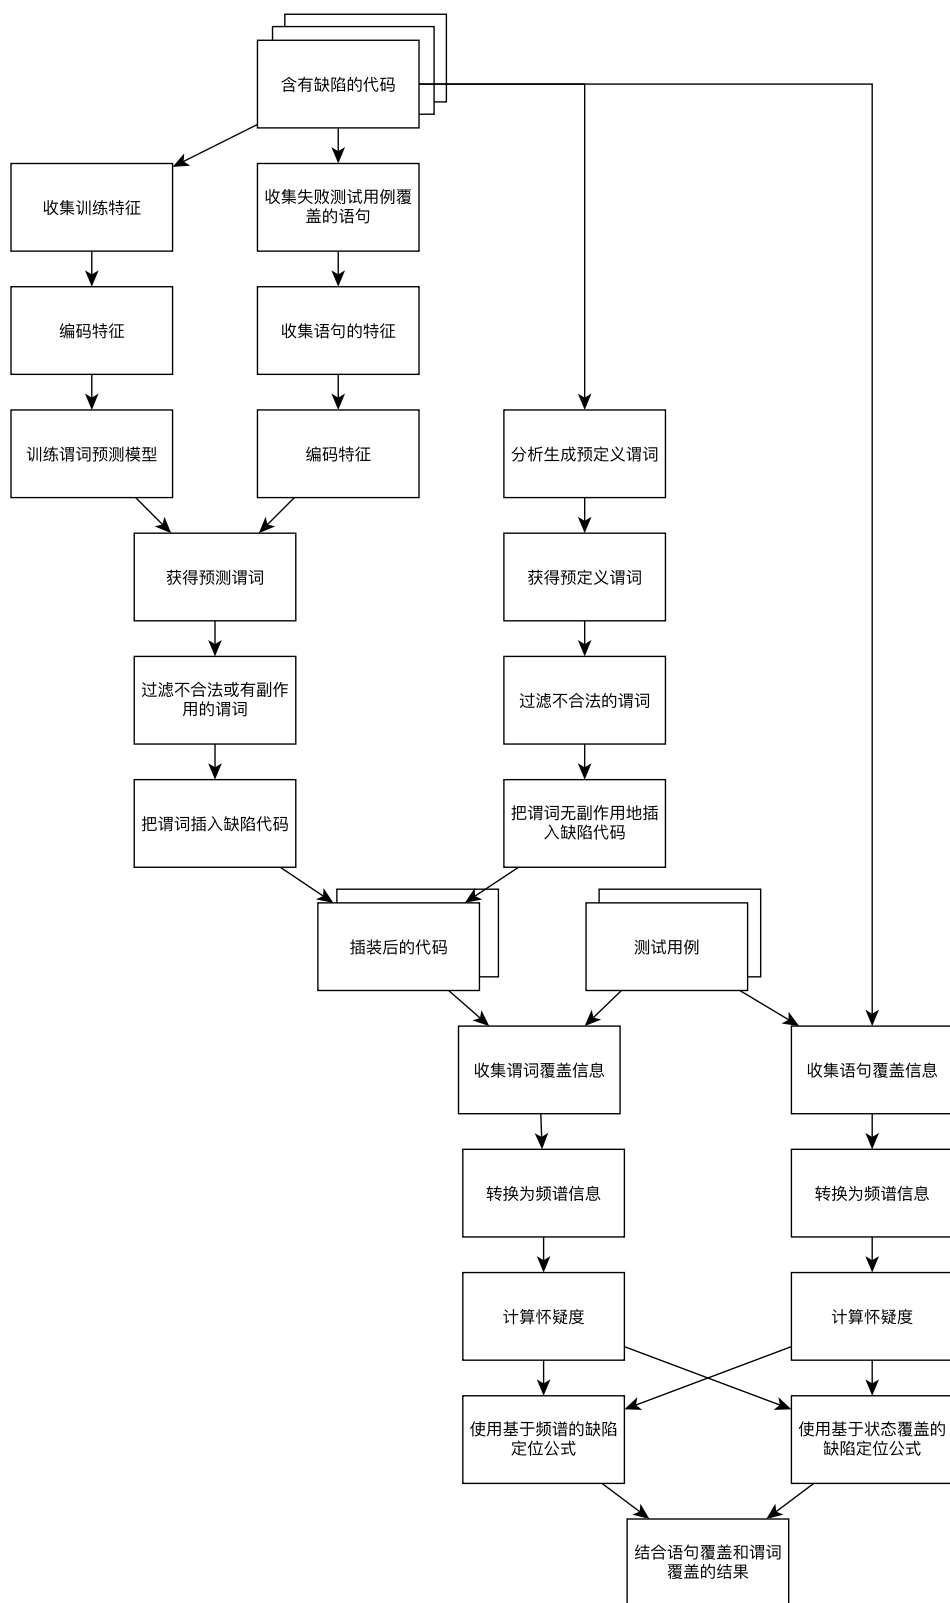 含有缺陷的代码
收集训练特征
收集失败测试用例覆
盖的语句
编码特征
收集语句的特征
训练谓词预测模型
编码特征
分析生成预定义谓词
获得预测谓词
获得预定义谓词
过滤不合法或有副作
用的谓词
过滤不合法的谓词
把谓词插入缺陷代码
把谓词无副作用地插
入缺陷代码
插装后的代码
测试用例
收集谓词覆盖信息
收集语句覆盖信息
转换为频谱信息
转换为频谱信息
计算怀疑度
计算怀疑度
使用基于频谱的缺陷
定位公式
使用基于状态覆盖的
缺陷定位公式
结合语句覆盖和谓词
覆盖的结果